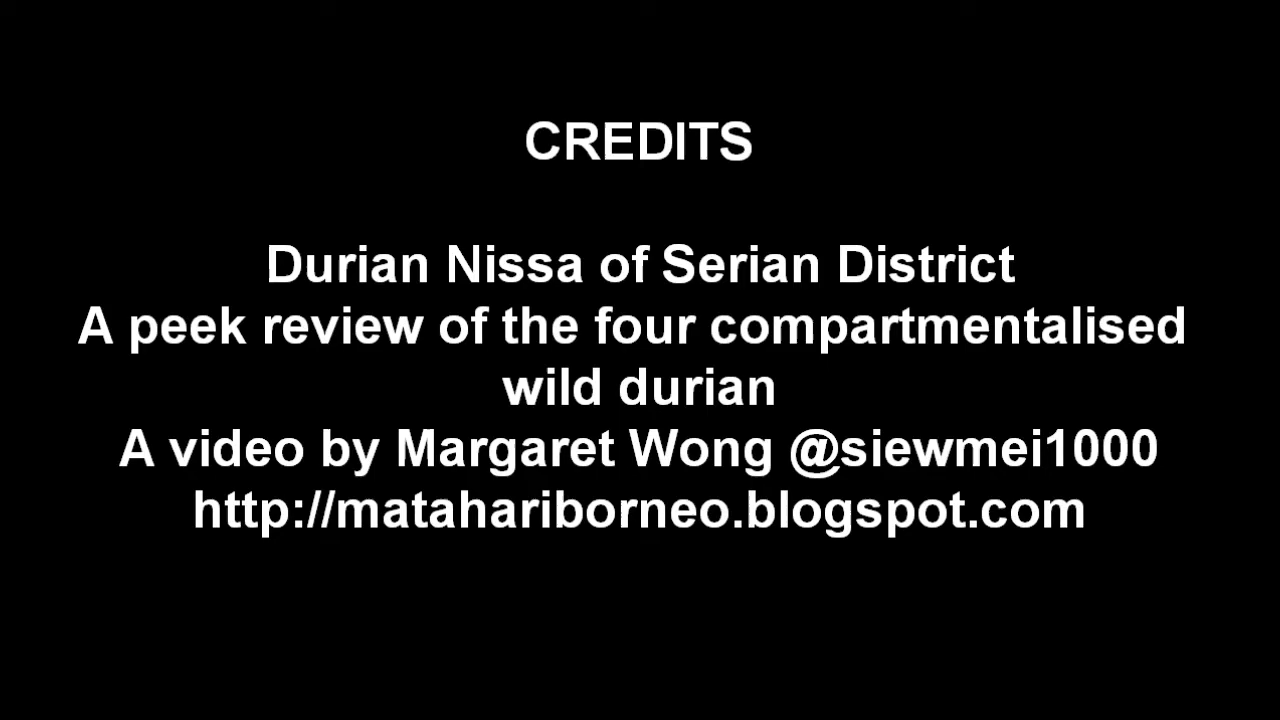 CREDITS
Durian Nissa of Serian District
A peek review of the four compartmentalised
wild durian
A video by Margaret Wong @siewmei1000
http://matahariborneo.blogspot.com